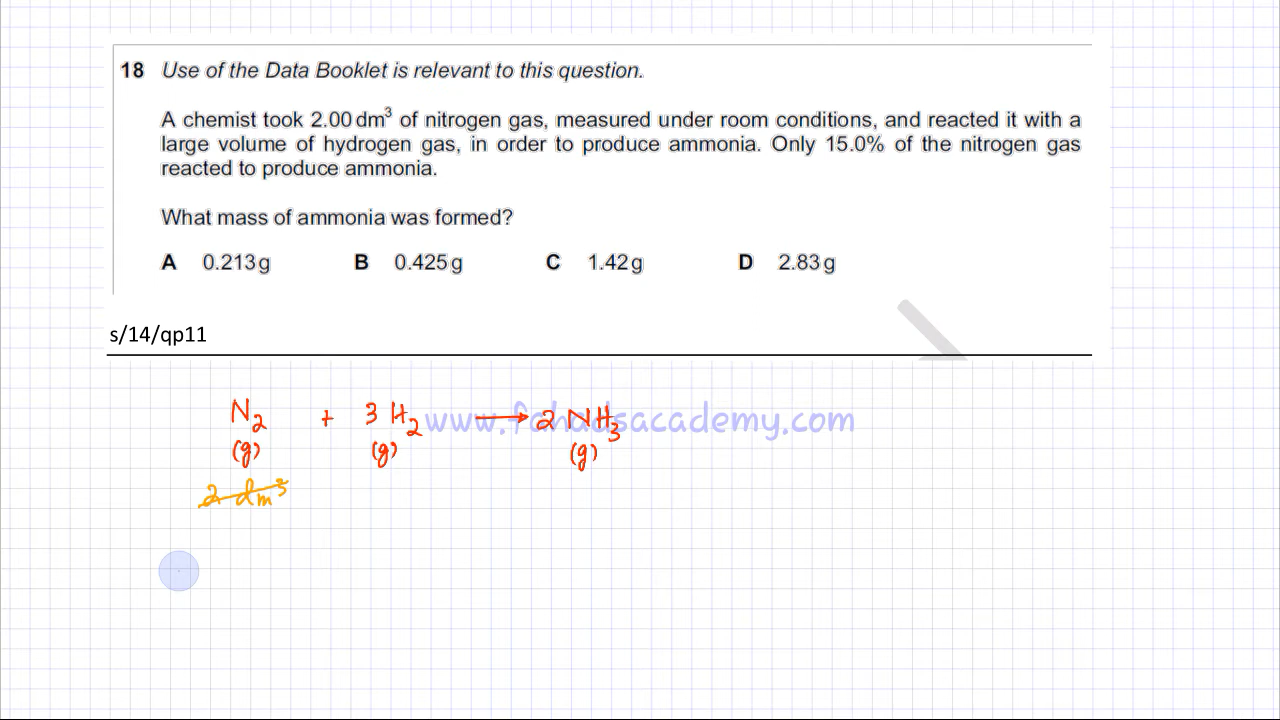 18 Use of the Data Booklet is relevant to this question.
A chemist took 2.00 dm³ of nitrogen gas, measured under room conditions, and reacted it with a
large volume of hydrogen gas, in order to produce ammonia. Only 15.0% of the nitrogen gas
reacted to produce ammonia.
What mass of ammonia was formed?
A 0.213 g B 0.425 g C 1.42 g D 2.83 g
s/14/qp11
N₂ + 3 H₂ → 2 NH₃
www.fahadsacademy.com
(g) (g) (g)
2 dm³